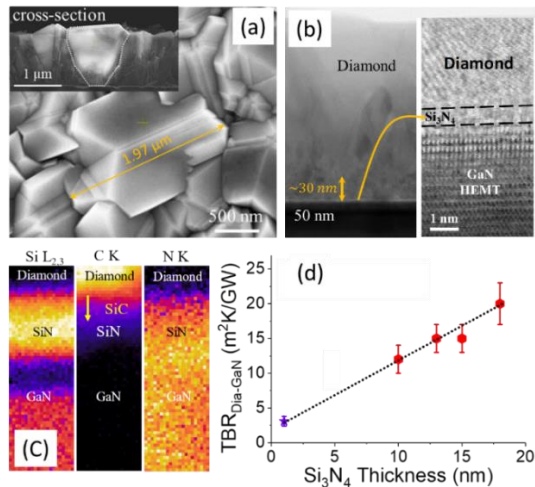 cross-section
(a)
1 μm
1.97 μm
500 nm
(b)
Diamond
~30 nm
50 nm
Diamond
Si₃N₄
GaN
HEMT
1 nm
Si L₂,₃
C K
N K
Diamond
Diamond
Diamond
SiC
SiN
SiN
SiN
GaN
GaN
GaN
(C)
(d)
TBR_Dia-GaN (m²K/GW)
25
20
15
10
5
0
0
5
10
15
20
Si₃N₄ Thickness (nm)